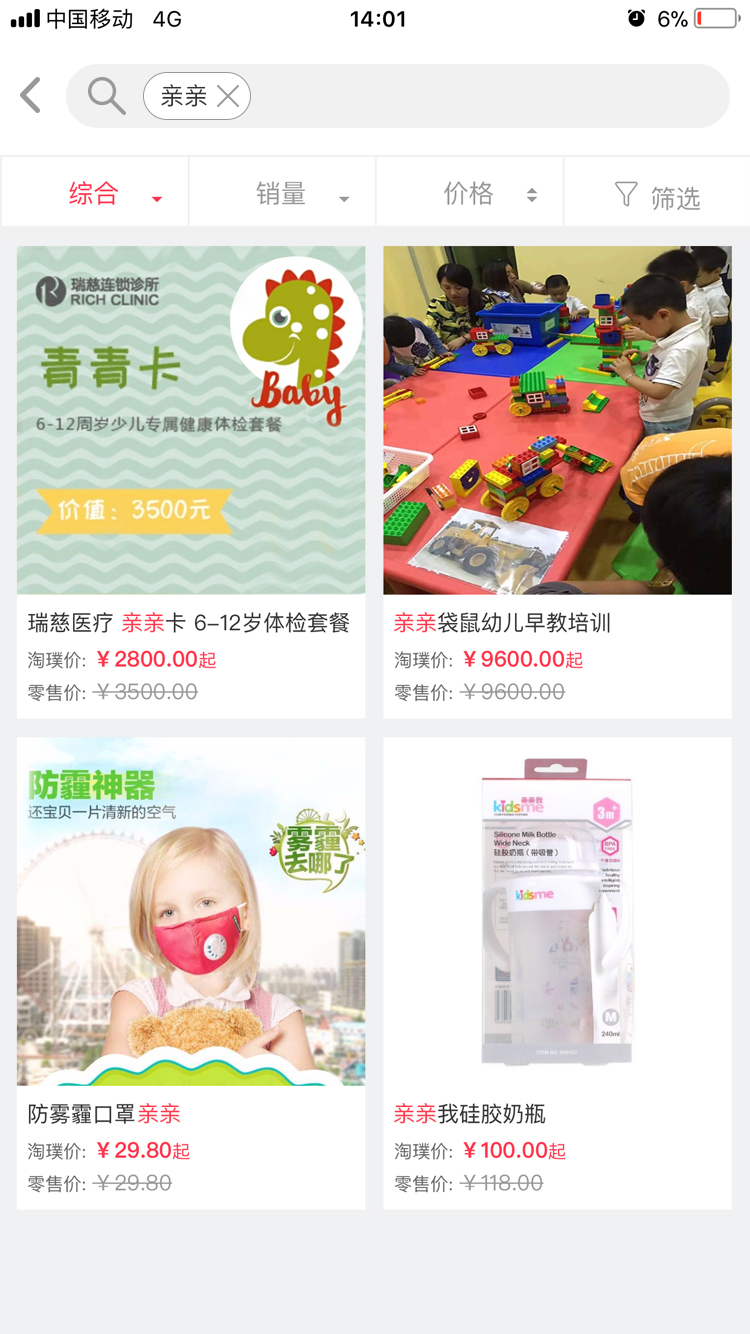 中国移动 4G 14:01 6%
亲亲
综合 销量 价格 筛选
瑞慈连锁诊所
RICH CLINIC
青青卡
Baby
6-12周岁少儿专属健康体检套餐
价值：3500元
瑞慈医疗 亲亲卡 6–12岁体检套餐
淘璞价: ¥2800.00起
零售价: ¥3500.00
亲亲袋鼠幼儿早教培训
淘璞价: ¥9600.00起
零售价: ¥9600.00
防霾神器
还宝贝一片清新的空气
雾霾
去哪了
防雾霾口罩亲亲
淘璞价: ¥29.80起
零售价: ¥29.80
亲亲我
kidsme
3m+
Silicone Milk Bottle
Wide Neck
硅胶奶瓶（带吸管）
BPA
FREE
kidsme
M
240ml
亲亲我硅胶奶瓶
淘璞价: ¥100.00起
零售价: ¥118.00